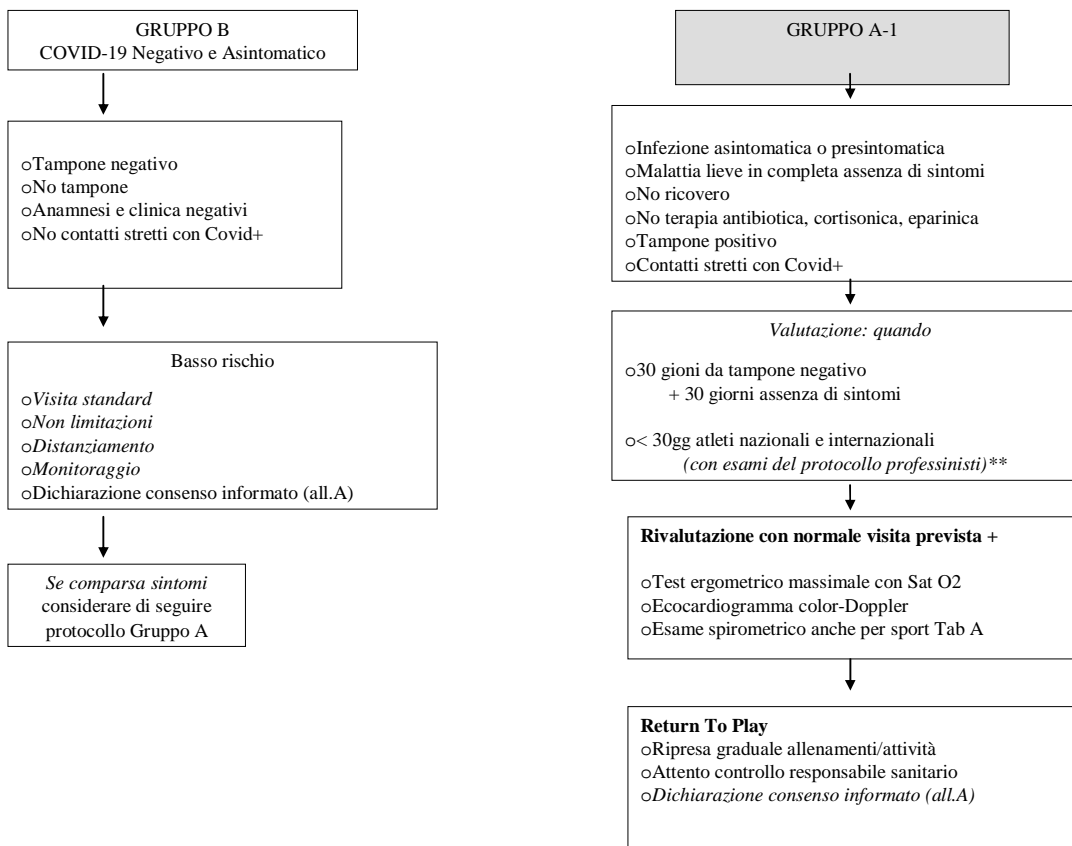 GRUPPO B
COVID-19 Negativo e Asintomatico
oTampone negativo
oNo tampone
oAnamnesi e clinica negativi
oNo contatti stretti con Covid+
Basso rischio
oVisita standard
oNon limitazioni
oDistanziamento
oMonitoraggio
oDichiarazione consenso informato (all.A)
Se comparsa sintomi
considerare di seguire
protocollo Gruppo A
GRUPPO A-1
oInfezione asintomatica o presintomatica
oMalattia lieve in completa assenza di sintomi
oNo ricovero
oNo terapia antibiotica, cortisonica, eparinica
oTampone positivo
oContatti stretti con Covid+
Valutazione: quando
o30 gioni da tampone negativo
+ 30 giorni assenza di sintomi
o< 30gg atleti nazionali e internazionali
(con esami del protocollo professinisti)**
Rivalutazione con normale visita prevista +
oTest ergometrico massimale con Sat O2
oEcocardiogramma color-Doppler
oEsame spirometrico anche per sport Tab A
Return To Play
oRipresa graduale allenamenti/attività
oAttento controllo responsabile sanitario
oDichiarazione consenso informato (all.A)